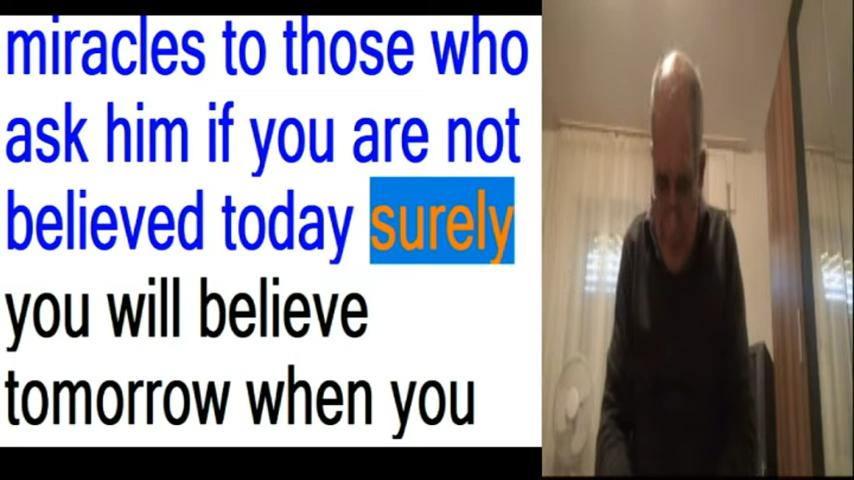 miracles to those who
ask him if you are not
believed today surely
you will believe
tomorrow when you